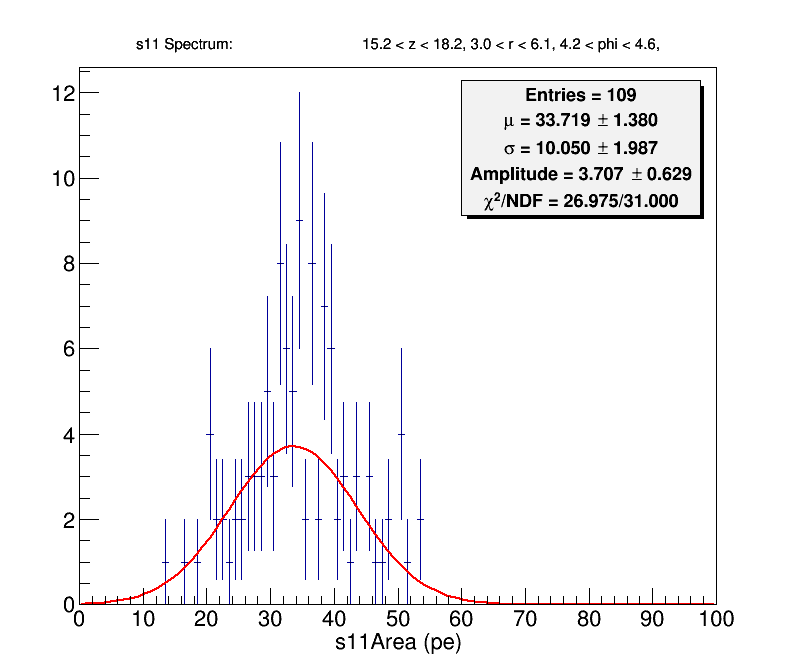 s11 Spectrum: 15.2 < z < 18.2, 3.0 < r < 6.1, 4.2 < phi < 4.6,
Entries = 109
μ = 33.719 ± 1.380
σ = 10.050 ± 1.987
Amplitude = 3.707 ± 0.629
χ²/NDF = 26.975/31.000
12
10
8
6
4
2
0
0 10 20 30 40 50 60 70 80 90 100
s11Area (pe)